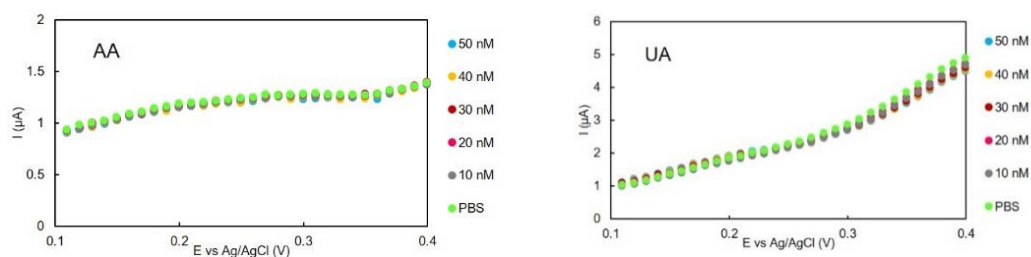 AA
I (µA)
2
1.5
1
0.5
0
0.1
0.2
0.3
0.4
E vs Ag/AgCl (V)
50 nM
40 nM
30 nM
20 nM
10 nM
PBS
UA
I (µA)
6
5
4
3
2
1
0
0.1
0.2
0.3
0.4
E vs Ag/AgCl (V)
50 nM
40 nM
30 nM
20 nM
10 nM
PBS